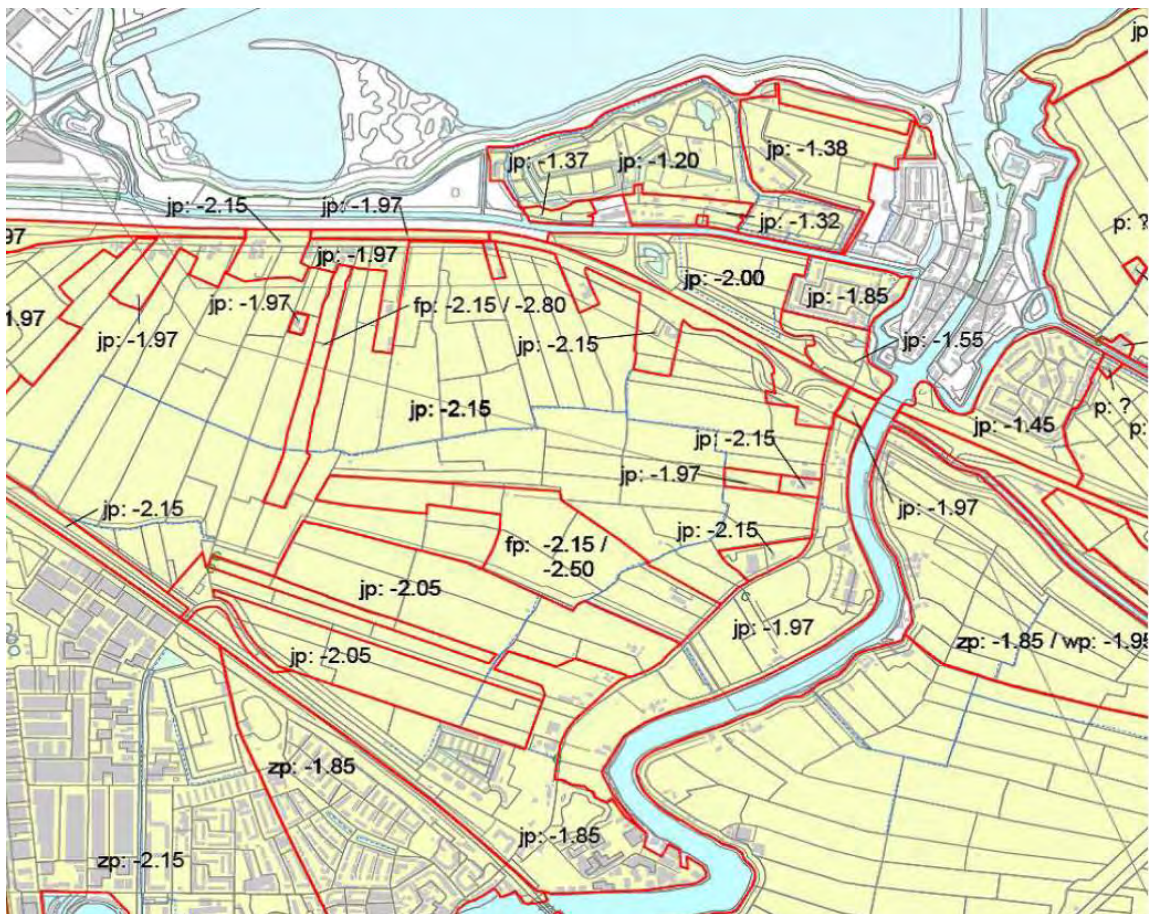 jp
jp: -1.37
jp: -1.20
jp: -1.38
jp: -2.15
jp: -1.97
jp: -1.32
p: ?
97
jp: -1.97
jp: -2.00
jp: -1.85
jp: -1.97
fp: -2.15 / -2.80
1.97
jp: -1.97
jp: -2.15
jp: -1.55
jp: -2.15
p: ?
jp: -1.45
p:
jp: -2.15
jp: -1.97
jp: -2.15
jp: -1.97
jp: -2.15
fp: -2.15 /
-2.50
jp: -2.05
jp: -1.97
zp: -1.85 / wp: -1.95
jp: -2.05
zp: -1.85
jp: -1.85
zp: -2.15